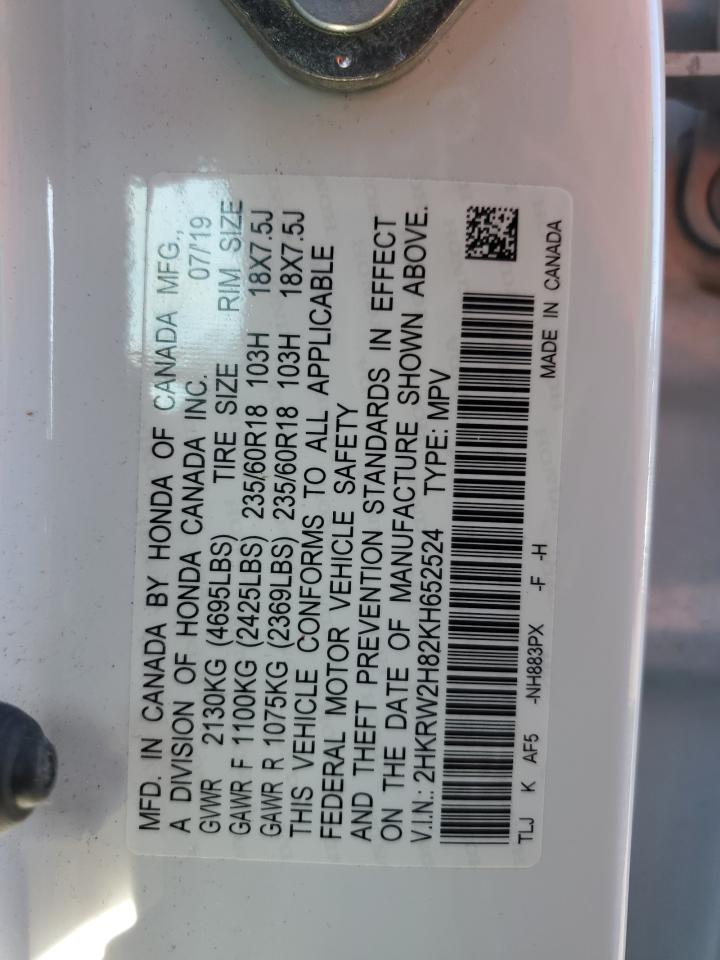 MFD. IN CANADA BY HONDA OF CANADA MFG.,
A DIVISION OF HONDA CANADA INC. 07/19
GVWR 2130KG (4695LBS) TIRE SIZE RIM SIZE
GAWR F 1100KG (2425LBS) 235/60R18 103H 18X7.5J
GAWR R 1075KG (2369LBS) 235/60R18 103H 18X7.5J
THIS VEHICLE CONFORMS TO ALL APPLICABLE
FEDERAL MOTOR VEHICLE SAFETY
AND THEFT PREVENTION STANDARDS IN EFFECT
ON THE DATE OF MANUFACTURE SHOWN ABOVE.
V.I.N.: 2HKRW2H82KH652524 TYPE: MPV
TLJ K AF5 -NH883PX -F -H
MADE IN CANADA